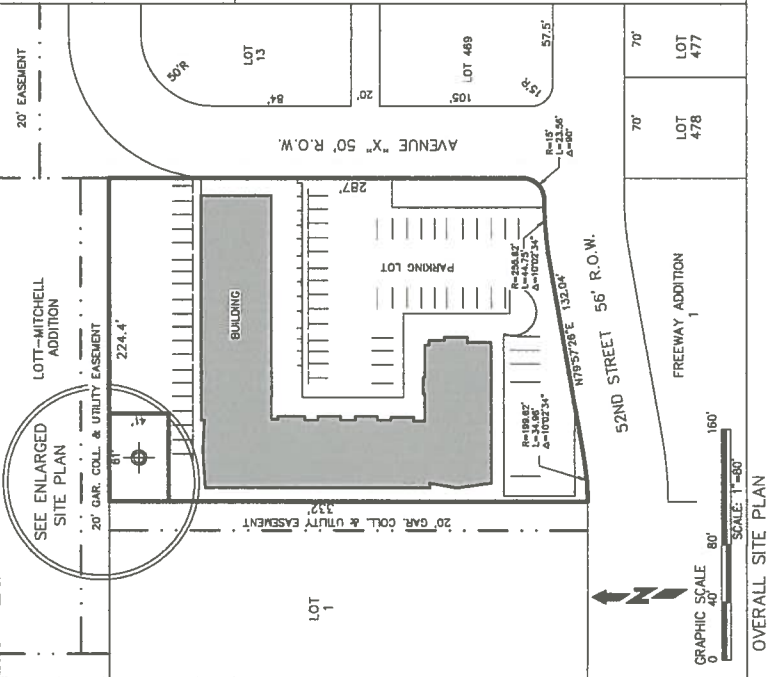 20' EASEMENT
50'R
LOT
13
84'
20'
LOT 469
105'
57.5'
15'R
70'
LOT
477
70'
LOT
478
AVENUE "X" 50' R.O.W.
R=15'
L=23.56'
Δ=90°
LOTT-MITCHELL
ADDITION
224.4'
20' GAR. COLL. & UTILITY EASEMENT
BUILDING
287'
PARKING LOT
R=256.82'
L=44.75'
Δ=10°02'34"
N79°57'26"E 132.04'
52ND STREET 56' R.O.W.
FREEWAY ADDITION
1
SEE ENLARGED
SITE PLAN
61'
41'
R=199.62'
L=34.96'
Δ=10°02'34"
332'
20' GAR. COLL. & UTILITY EASEMENT
LOT
1
N
GRAPHIC SCALE
0 40' 80' 160'
SCALE: 1"=80'
OVERALL SITE PLAN